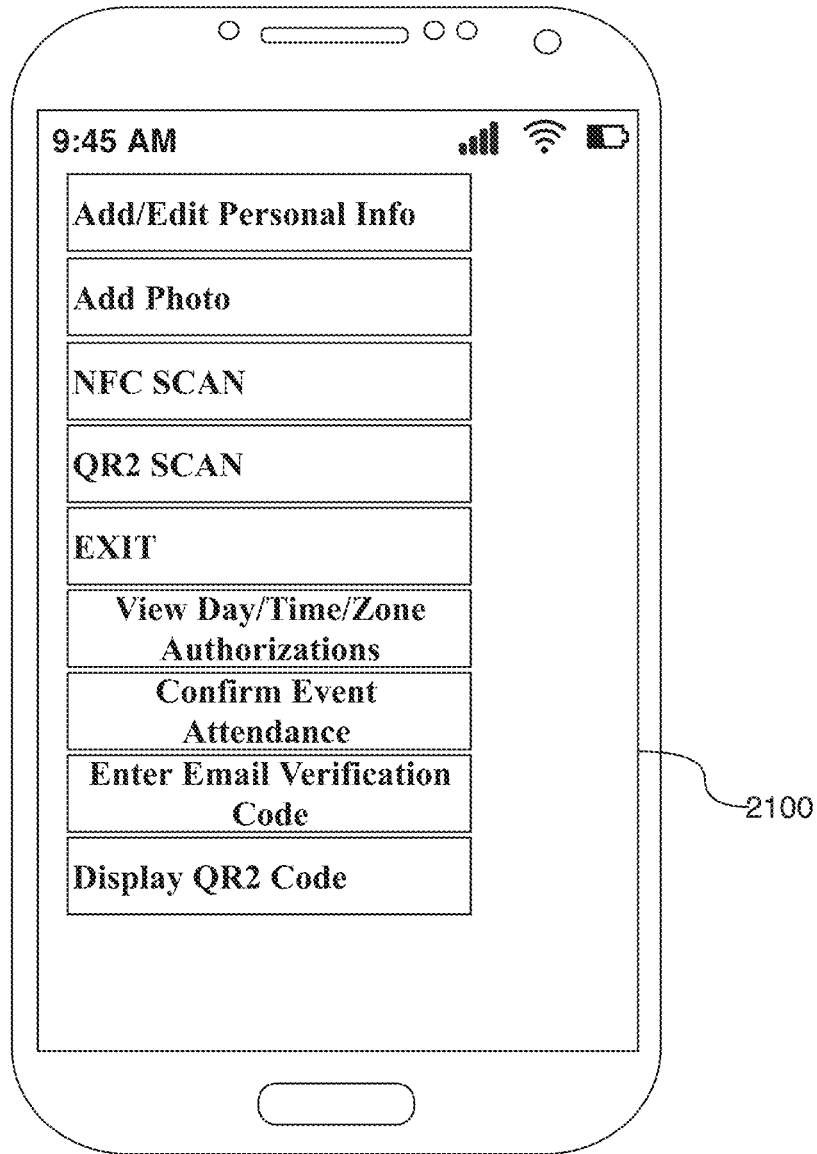 9:45 AM
Add/Edit Personal Info
Add Photo
NFC SCAN
QR2 SCAN
EXIT
View Day/Time/Zone
Authorizations
Confirm Event
Attendance
Enter Email Verification
Code
Display QR2 Code
2100